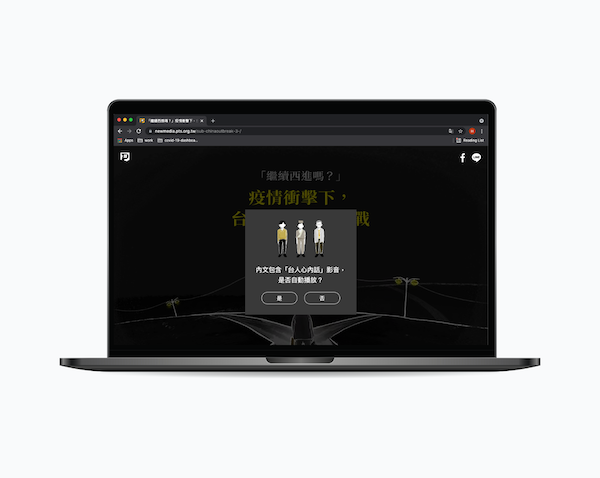 「繼續西進嗎？」疫情衝擊下，
newmedia.pts.org.tw/sub-chinaoutbreak-3-/
Apps
work
covid-19-dashboa...
Reading List
「繼續西進嗎？」
疫情衝擊下，
台
戰
內文包含「台人心內話」影音，
是否自動播放？
是
否